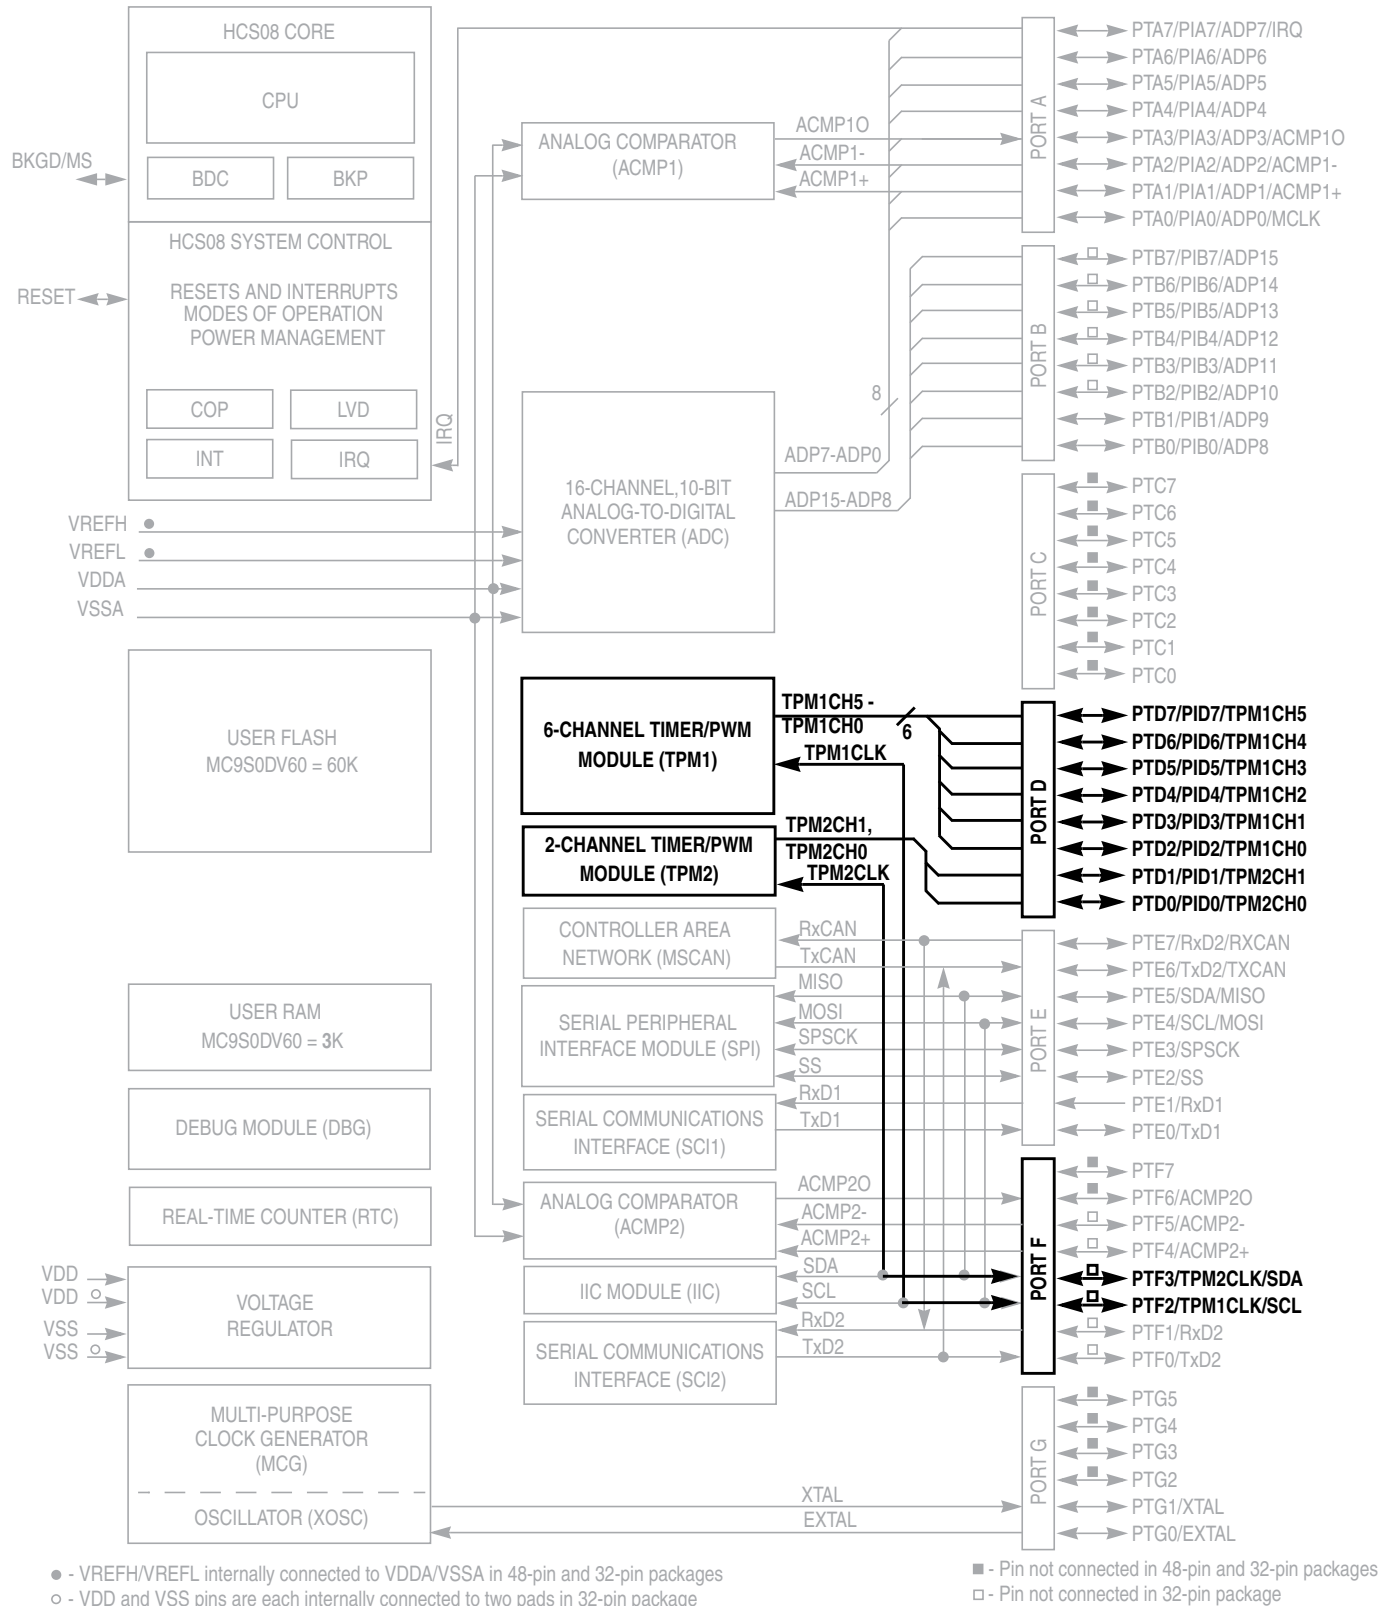 HCS08 CORE
CPU
BDC
BKP
BKGD/MS
HCS08 SYSTEM CONTROL
RESETS AND INTERRUPTS
MODES OF OPERATION
POWER MANAGEMENT
RESET
COP
LVD
INT
IRQ
IRQ
VREFH
VREFL
VDDA
VSSA
USER FLASH
MC9S0DV60 = 60K
USER RAM
MC9S0DV60 = 3K
DEBUG MODULE (DBG)
REAL-TIME COUNTER (RTC)
VDD
VDD
VSS
VSS
VOLTAGE
REGULATOR
MULTI-PURPOSE
CLOCK GENERATOR
(MCG)
OSCILLATOR (XOSC)
ANALOG COMPARATOR
(ACMP1)
ACMP1O
ACMP1-
ACMP1+
16-CHANNEL,10-BIT
ANALOG-TO-DIGITAL
CONVERTER (ADC)
8
ADP7-ADP0
ADP15-ADP8
6-CHANNEL TIMER/PWM
MODULE (TPM1)
TPM1CH5 -
TPM1CH0
6
TPM1CLK
2-CHANNEL TIMER/PWM
MODULE (TPM2)
TPM2CH1,
TPM2CH0
TPM2CLK
CONTROLLER AREA
NETWORK (MSCAN)
RxCAN
TxCAN
SERIAL PERIPHERAL
INTERFACE MODULE (SPI)
MISO
MOSI
SPSCK
SS
SERIAL COMMUNICATIONS
INTERFACE (SCI1)
RxD1
TxD1
ANALOG COMPARATOR
(ACMP2)
ACMP2O
ACMP2-
ACMP2+
IIC MODULE (IIC)
SDA
SCL
SERIAL COMMUNICATIONS
INTERFACE (SCI2)
RxD2
TxD2
XTAL
EXTAL
PORT A
PTA7/PIA7/ADP7/IRQ
PTA6/PIA6/ADP6
PTA5/PIA5/ADP5
PTA4/PIA4/ADP4
PTA3/PIA3/ADP3/ACMP1O
PTA2/PIA2/ADP2/ACMP1-
PTA1/PIA1/ADP1/ACMP1+
PTA0/PIA0/ADP0/MCLK
PORT B
PTB7/PIB7/ADP15
PTB6/PIB6/ADP14
PTB5/PIB5/ADP13
PTB4/PIB4/ADP12
PTB3/PIB3/ADP11
PTB2/PIB2/ADP10
PTB1/PIB1/ADP9
PTB0/PIB0/ADP8
PORT C
PTC7
PTC6
PTC5
PTC4
PTC3
PTC2
PTC1
PTC0
PORT D
PTD7/PID7/TPM1CH5
PTD6/PID6/TPM1CH4
PTD5/PID5/TPM1CH3
PTD4/PID4/TPM1CH2
PTD3/PID3/TPM1CH1
PTD2/PID2/TPM1CH0
PTD1/PID1/TPM2CH1
PTD0/PID0/TPM2CH0
PORT E
PTE7/RxD2/RXCAN
PTE6/TxD2/TXCAN
PTE5/SDA/MISO
PTE4/SCL/MOSI
PTE3/SPSCK
PTE2/SS
PTE1/RxD1
PTE0/TxD1
PORT F
PTF7
PTF6/ACMP2O
PTF5/ACMP2-
PTF4/ACMP2+
PTF3/TPM2CLK/SDA
PTF2/TPM1CLK/SCL
PTF1/RxD2
PTF0/TxD2
PORT G
PTG5
PTG4
PTG3
PTG2
PTG1/XTAL
PTG0/EXTAL
● - VREFH/VREFL internally connected to VDDA/VSSA in 48-pin and 32-pin packages
○ - VDD and VSS pins are each internally connected to two pads in 32-pin package
■ - Pin not connected in 48-pin and 32-pin packages
□ - Pin not connected in 32-pin package